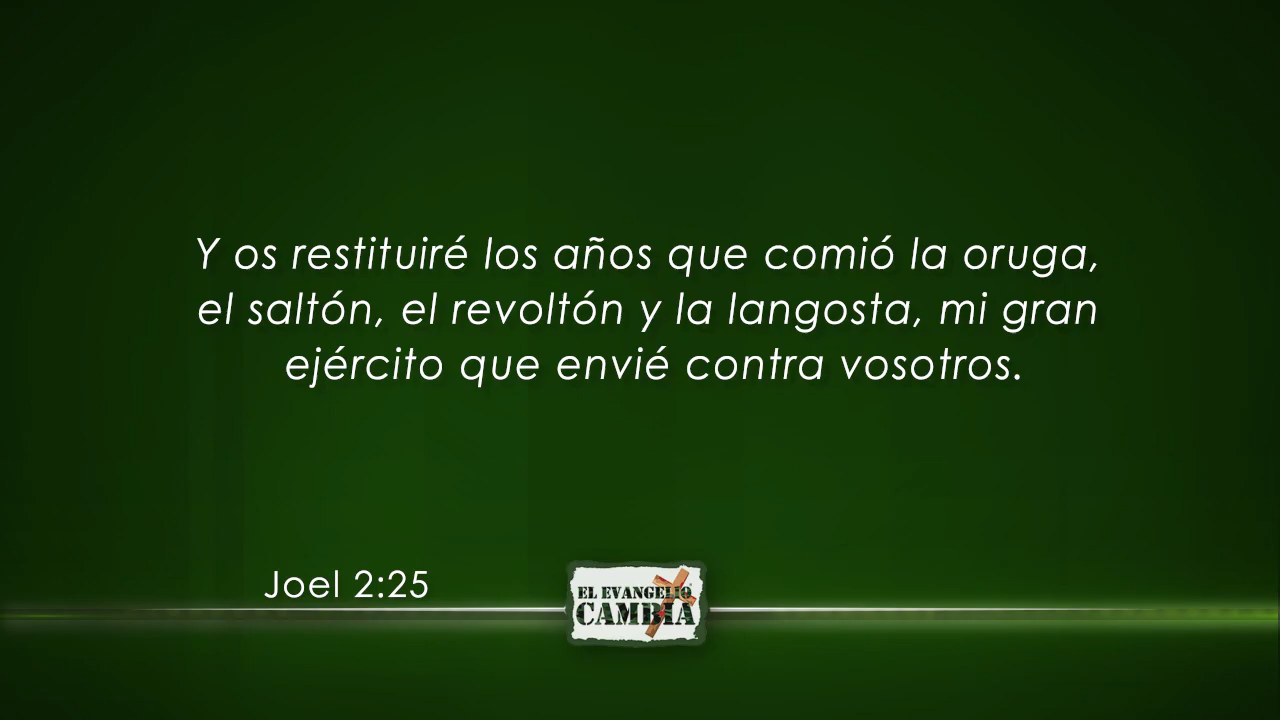 Y os restituiré los años que comió la oruga,
el saltón, el revoltón y la langosta, mi gran
ejército que envié contra vosotros.
Joel 2:25
EL EVANGELIO
CAMBIA